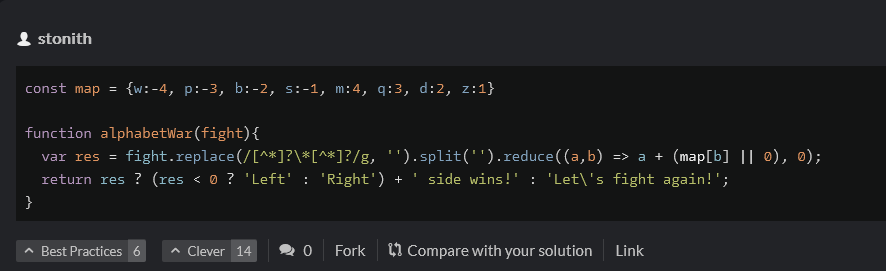 stonith
const map = {w:-4, p:-3, b:-2, s:-1, m:4, q:3, d:2, z:1}
function alphabetWar(fight){
  var res = fight.replace(/[^*]?\*[^*]?/g, '').split('').reduce((a,b) => a + (map[b] || 0), 0);
  return res ? (res < 0 ? 'Left' : 'Right') + ' side wins!' : 'Let\'s fight again!';
}
Best Practices 6 Clever 14 0 Fork Compare with your solution Link